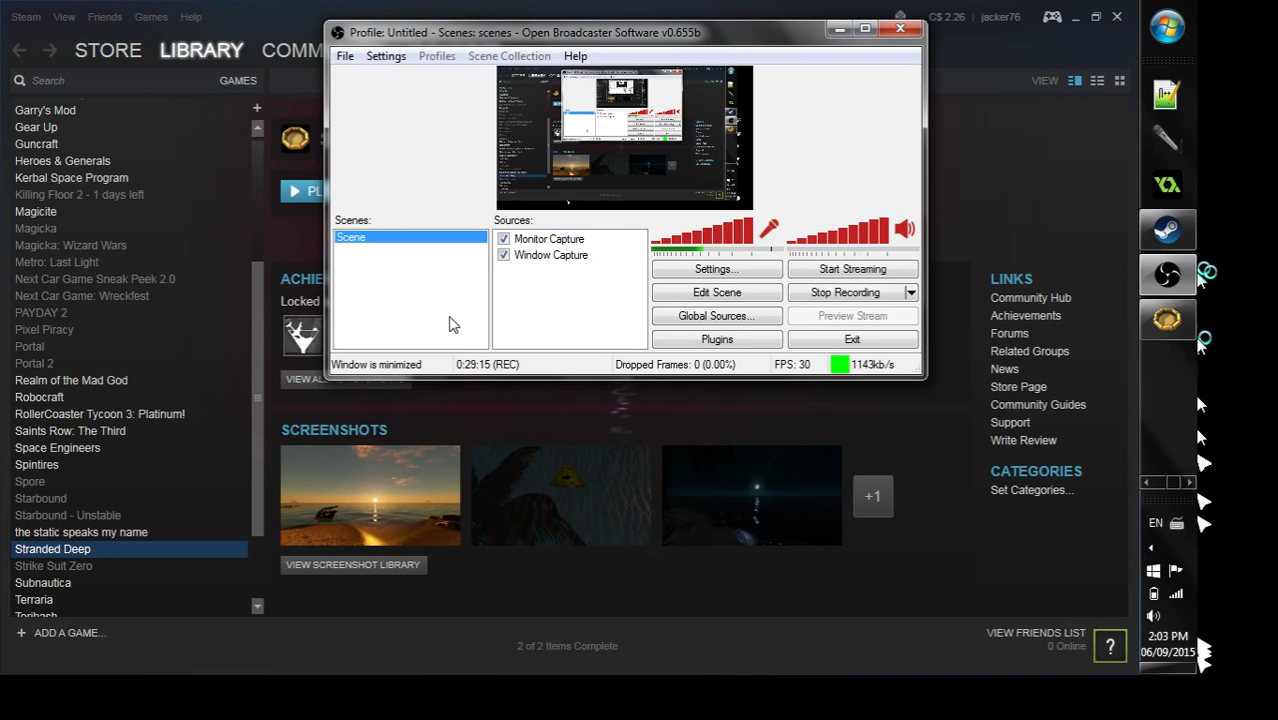 Steam View Friends Games Help
C$ 2.26 jacker76
STORE LIBRARY COMM
Search GAMES
VIEW
Garry's Mod
Gear Up
Guncraft
Heroes & Generals
Kerbal Space Program
Killing Floor 2 - 1 days left
Magicite
Magicka
Magicka: Wizard Wars
Metro: Last Light
Next Car Game Sneak Peek 2.0
Next Car Game: Wreckfest
PAYDAY 2
Pixel Piracy
Portal
Portal 2
Realm of the Mad God
Robocraft
RollerCoaster Tycoon 3: Platinum!
Saints Row: The Third
Space Engineers
Spintires
Spore
Starbound
Starbound - Unstable
the static speaks my name
Stranded Deep
Strike Suit Zero
Subnautica
Terraria
Toribash
+ ADD A GAME...
PL
ACHIE
Locked
VIEW AL
Profile: Untitled - Scenes: scenes - Open Broadcaster Software v0.655b
File Settings Profiles Scene Collection Help
Scenes:
Scene
Sources:
Monitor Capture
Window Capture
Settings...
Start Streaming
Edit Scene
Stop Recording
Global Sources...
Preview Stream
Plugins
Exit
Window is minimized 0:29:15 (REC) Dropped Frames: 0 (0.00%) FPS: 30 1143kb/s
SCREENSHOTS
+1
VIEW SCREENSHOT LIBRARY
LINKS
Community Hub
Achievements
Forums
Related Groups
News
Store Page
Community Guides
Support
Write Review
CATEGORIES
Set Categories...
2 of 2 Items Complete
VIEW FRIENDS LIST
0 Online
?
EN
2:03 PM
06/09/2015